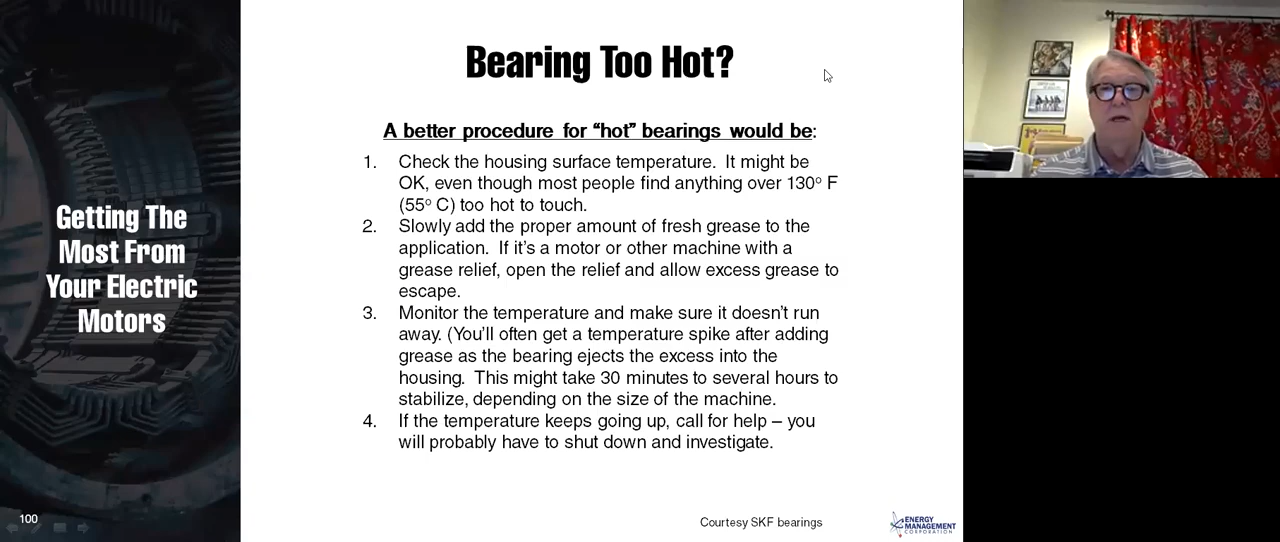 Bearing Too Hot?
A better procedure for “hot” bearings would be:
1. Check the housing surface temperature. It might be
OK, even though most people find anything over 130º F
(55º C) too hot to touch.
2. Slowly add the proper amount of fresh grease to the
application. If it’s a motor or other machine with a
grease relief, open the relief and allow excess grease to
escape.
3. Monitor the temperature and make sure it doesn’t run
away. (You’ll often get a temperature spike after adding
grease as the bearing ejects the excess into the
housing. This might take 30 minutes to several hours to
stabilize, depending on the size of the machine.
4. If the temperature keeps going up, call for help – you
will probably have to shut down and investigate.
Getting The
Most From
Your Electric
Motors
100
Courtesy SKF bearings
ENERGY
MANAGEMENT
CORPORATION